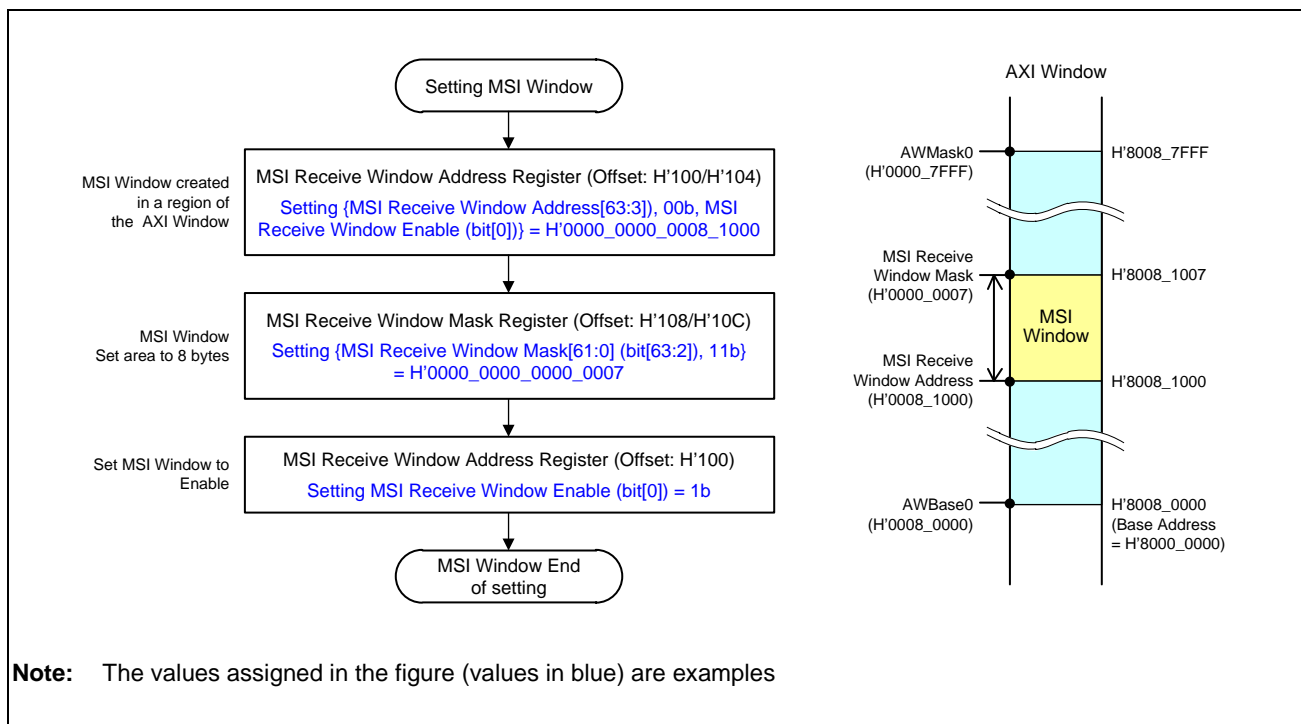 Setting MSI Window
MSI Window created
in a region of
the AXI Window
MSI Receive Window Address Register (Offset: H'100/H'104)
Setting {MSI Receive Window Address[63:3]), 00b, MSI
Receive Window Enable (bit[0])} = H'0000_0000_0008_1000
MSI Window
Set area to 8 bytes
MSI Receive Window Mask Register (Offset: H'108/H'10C)
Setting {MSI Receive Window Mask[61:0] (bit[63:2]), 11b}
= H'0000_0000_0000_0007
Set MSI Window to
Enable
MSI Receive Window Address Register (Offset: H'100)
Setting MSI Receive Window Enable (bit[0]) = 1b
MSI Window End
of setting
AXI Window
AWMask0
(H'0000_7FFF)
H'8008_7FFF
MSI Receive
Window Mask
(H'0000_0007)
H'8008_1007
MSI
Window
MSI Receive
Window Address
(H'0008_1000)
H'8008_1000
AWBase0
(H'0008_0000)
H'8008_0000
(Base Address
= H'8000_0000)
Note: The values assigned in the figure (values in blue) are examples